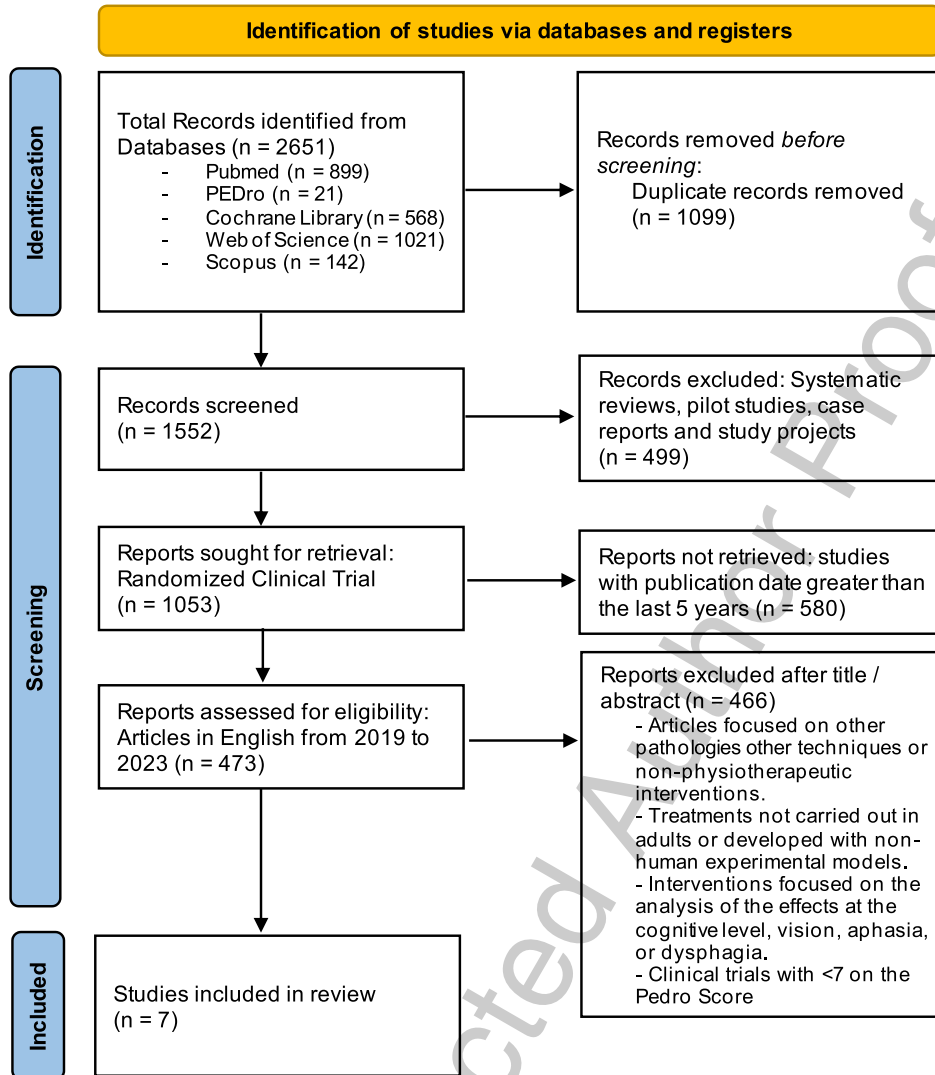 Identification of studies via databases and registers
Identification
Total Records identified from
Databases (n = 2651)
- Pubmed (n = 899)
- PEDro (n = 21)
- Cochrane Library (n = 568)
- Web of Science (n = 1021)
- Scopus (n = 142)
Records removed before
screening:
Duplicate records removed
(n = 1099)
Screening
Records screened
(n = 1552)
Records excluded: Systematic
reviews, pilot studies, case
reports and study projects
(n = 499)
Reports sought for retrieval:
Randomized Clinical Trial
(n = 1053)
Reports not retrieved: studies
with publication date greater than
the last 5 years (n = 580)
Reports assessed for eligibility:
Articles in English from 2019 to
2023 (n = 473)
Reports excluded after title /
abstract (n = 466)
- Articles focused on other
pathologies other techniques or
non-physiotherapeutic
interventions.
- Treatments not carried out in
adults or developed with non-
human experimental models.
- Interventions focused on the
analysis of the effects at the
cognitive level, vision, aphasia,
or dysphagia.
- Clinical trials with <7 on the
Pedro Score
Included
Studies included in review
(n = 7)
cted Author Proof